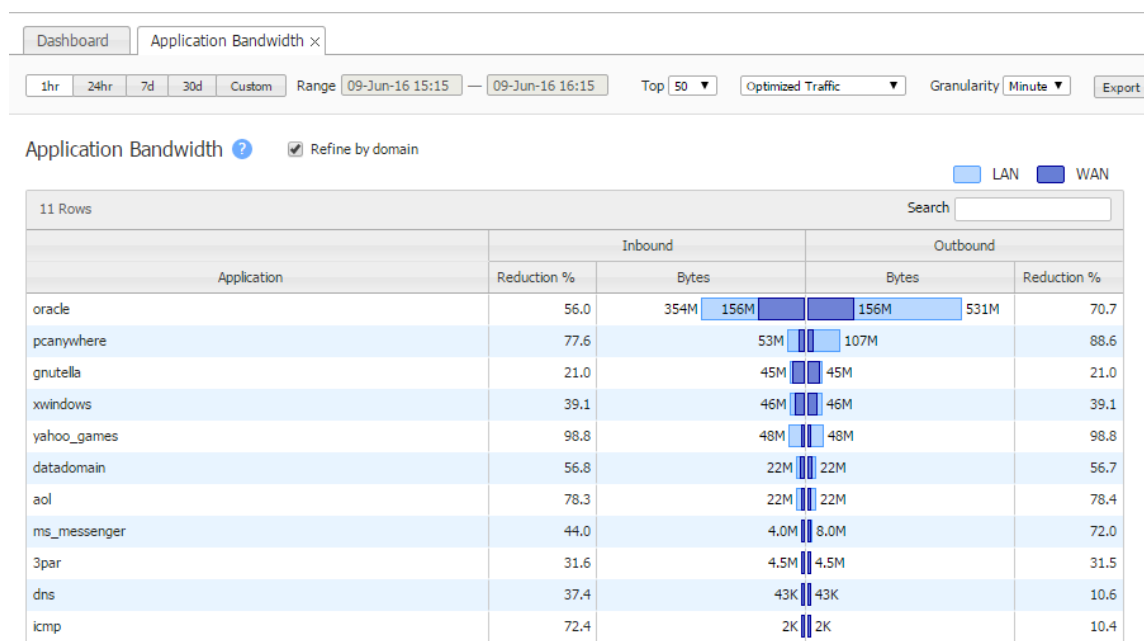 Dashboard Application Bandwidth ×
1hr 24hr 7d 30d Custom Range 09-Jun-16 15:15 — 09-Jun-16 16:15 Top 50 ▼ Optimized Traffic ▼ Granularity Minute ▼ Export
Application Bandwidth ? Refine by domain
LAN WAN
11 Rows Search
Inbound Outbound
Application Reduction % Bytes Bytes Reduction %
oracle 56.0 354M 156M 156M 531M 70.7
pcanywhere 77.6 53M 107M 88.6
gnutella 21.0 45M 45M 21.0
xwindows 39.1 46M 46M 39.1
yahoo_games 98.8 48M 48M 98.8
datadomain 56.8 22M 22M 56.7
aol 78.3 22M 22M 78.4
ms_messenger 44.0 4.0M 8.0M 72.0
3par 31.6 4.5M 4.5M 31.5
dns 37.4 43K 43K 10.6
icmp 72.4 2K 2K 10.4